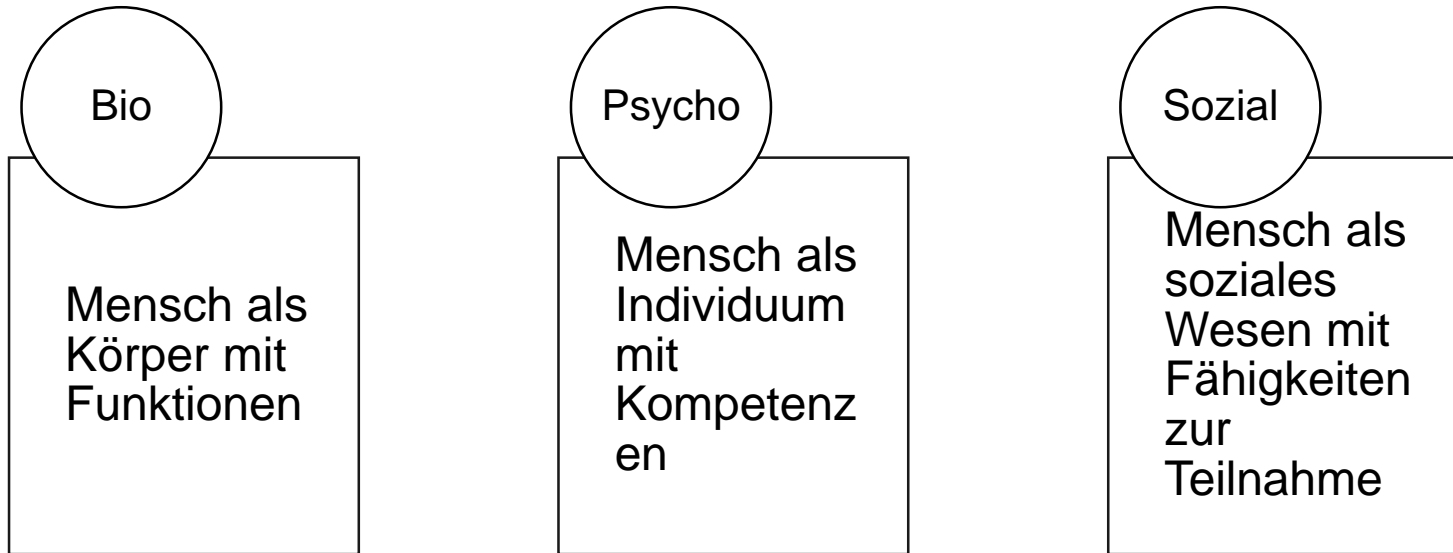 Bio
Mensch als
Körper mit
Funktionen
Psycho
Mensch als
Individuum
mit
Kompetenz
en
Sozial
Mensch als
soziales
Wesen mit
Fähigkeiten
zur
Teilnahme